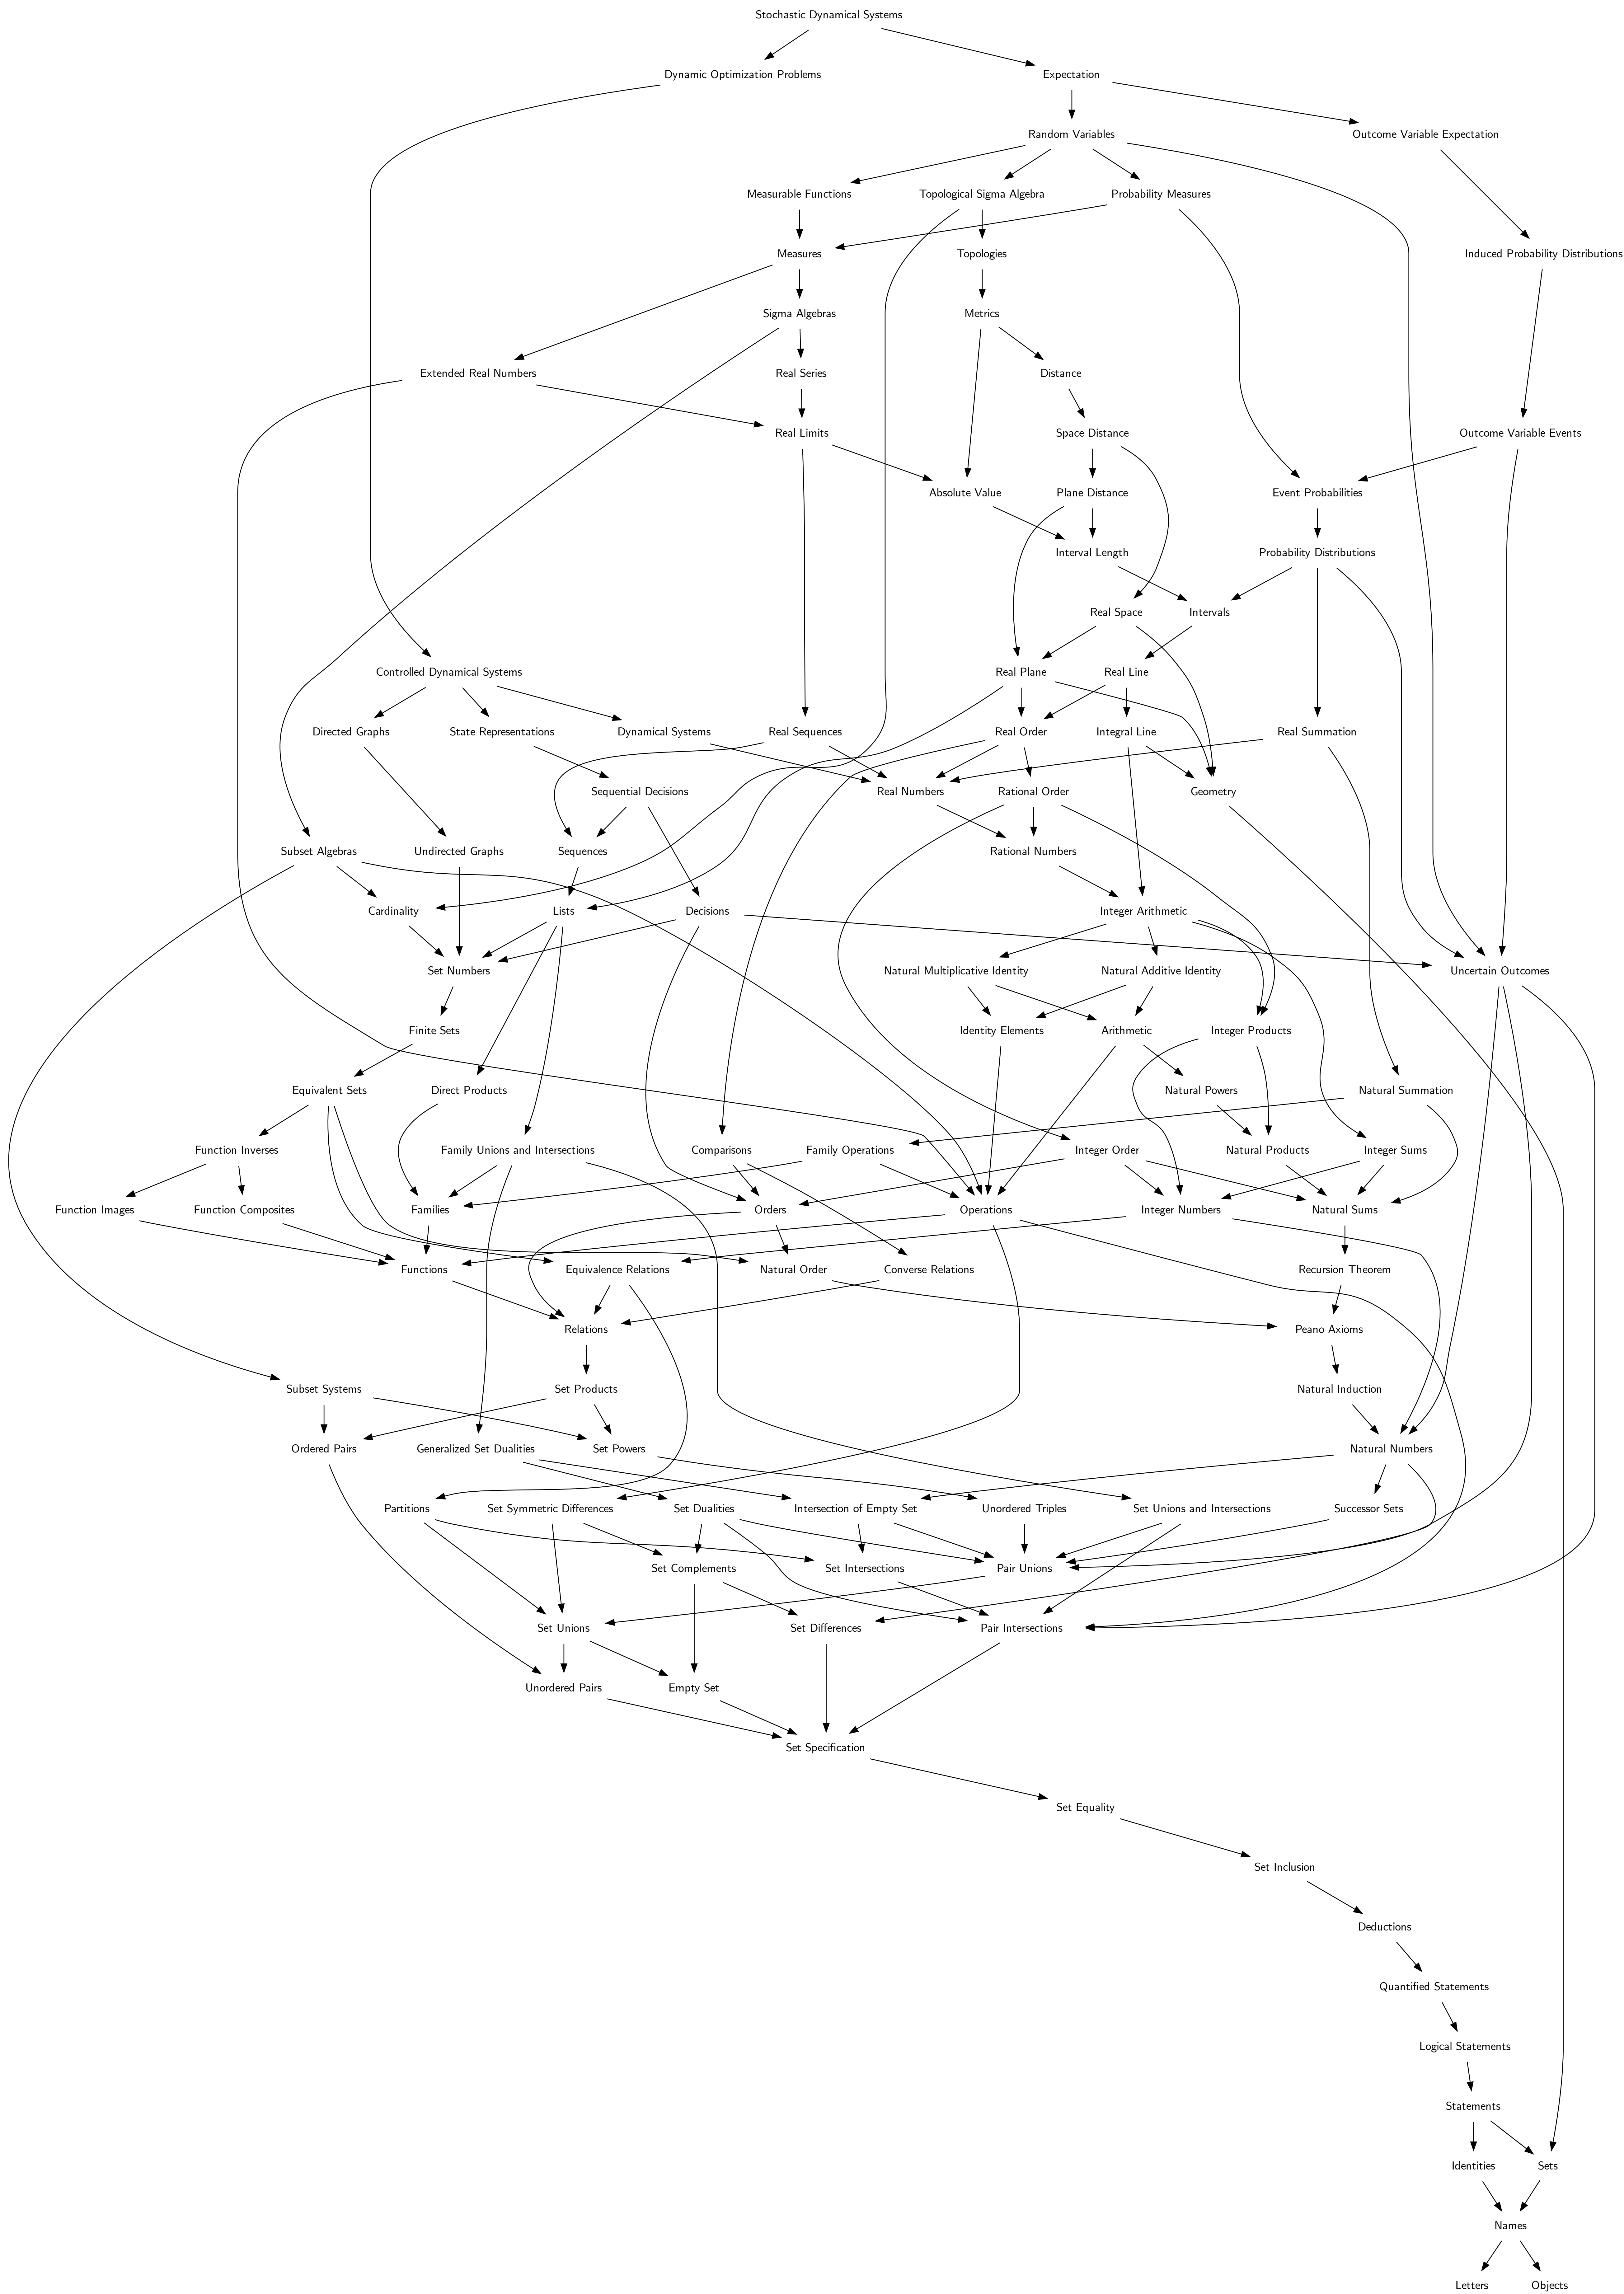 Stochastic Dynamical Systems
Dynamic Optimization Problems
Expectation
Random Variables
Outcome Variable Expectation
Measurable Functions
Topological Sigma Algebra
Probability Measures
Measures
Topologies
Induced Probability Distributions
Sigma Algebras
Metrics
Extended Real Numbers
Real Series
Distance
Real Limits
Space Distance
Outcome Variable Events
Absolute Value
Plane Distance
Event Probabilities
Interval Length
Probability Distributions
Real Space
Intervals
Controlled Dynamical Systems
Real Plane
Real Line
Directed Graphs
State Representations
Dynamical Systems
Real Sequences
Real Order
Integral Line
Real Summation
Sequential Decisions
Real Numbers
Rational Order
Geometry
Subset Algebras
Undirected Graphs
Sequences
Rational Numbers
Cardinality
Lists
Decisions
Integer Arithmetic
Set Numbers
Natural Multiplicative Identity
Natural Additive Identity
Uncertain Outcomes
Finite Sets
Identity Elements
Arithmetic
Integer Products
Equivalent Sets
Direct Products
Natural Powers
Natural Summation
Function Inverses
Family Unions and Intersections
Comparisons
Family Operations
Integer Order
Natural Products
Integer Sums
Function Images
Function Composites
Families
Orders
Operations
Integer Numbers
Natural Sums
Functions
Equivalence Relations
Natural Order
Converse Relations
Recursion Theorem
Relations
Peano Axioms
Subset Systems
Set Products
Natural Induction
Ordered Pairs
Generalized Set Dualities
Set Powers
Natural Numbers
Partitions
Set Symmetric Differences
Set Dualities
Intersection of Empty Set
Unordered Triples
Set Unions and Intersections
Successor Sets
Set Complements
Set Intersections
Pair Unions
Set Unions
Set Differences
Pair Intersections
Unordered Pairs
Empty Set
Set Specification
Set Equality
Set Inclusion
Deductions
Quantified Statements
Logical Statements
Statements
Identities
Sets
Names
Letters
Objects